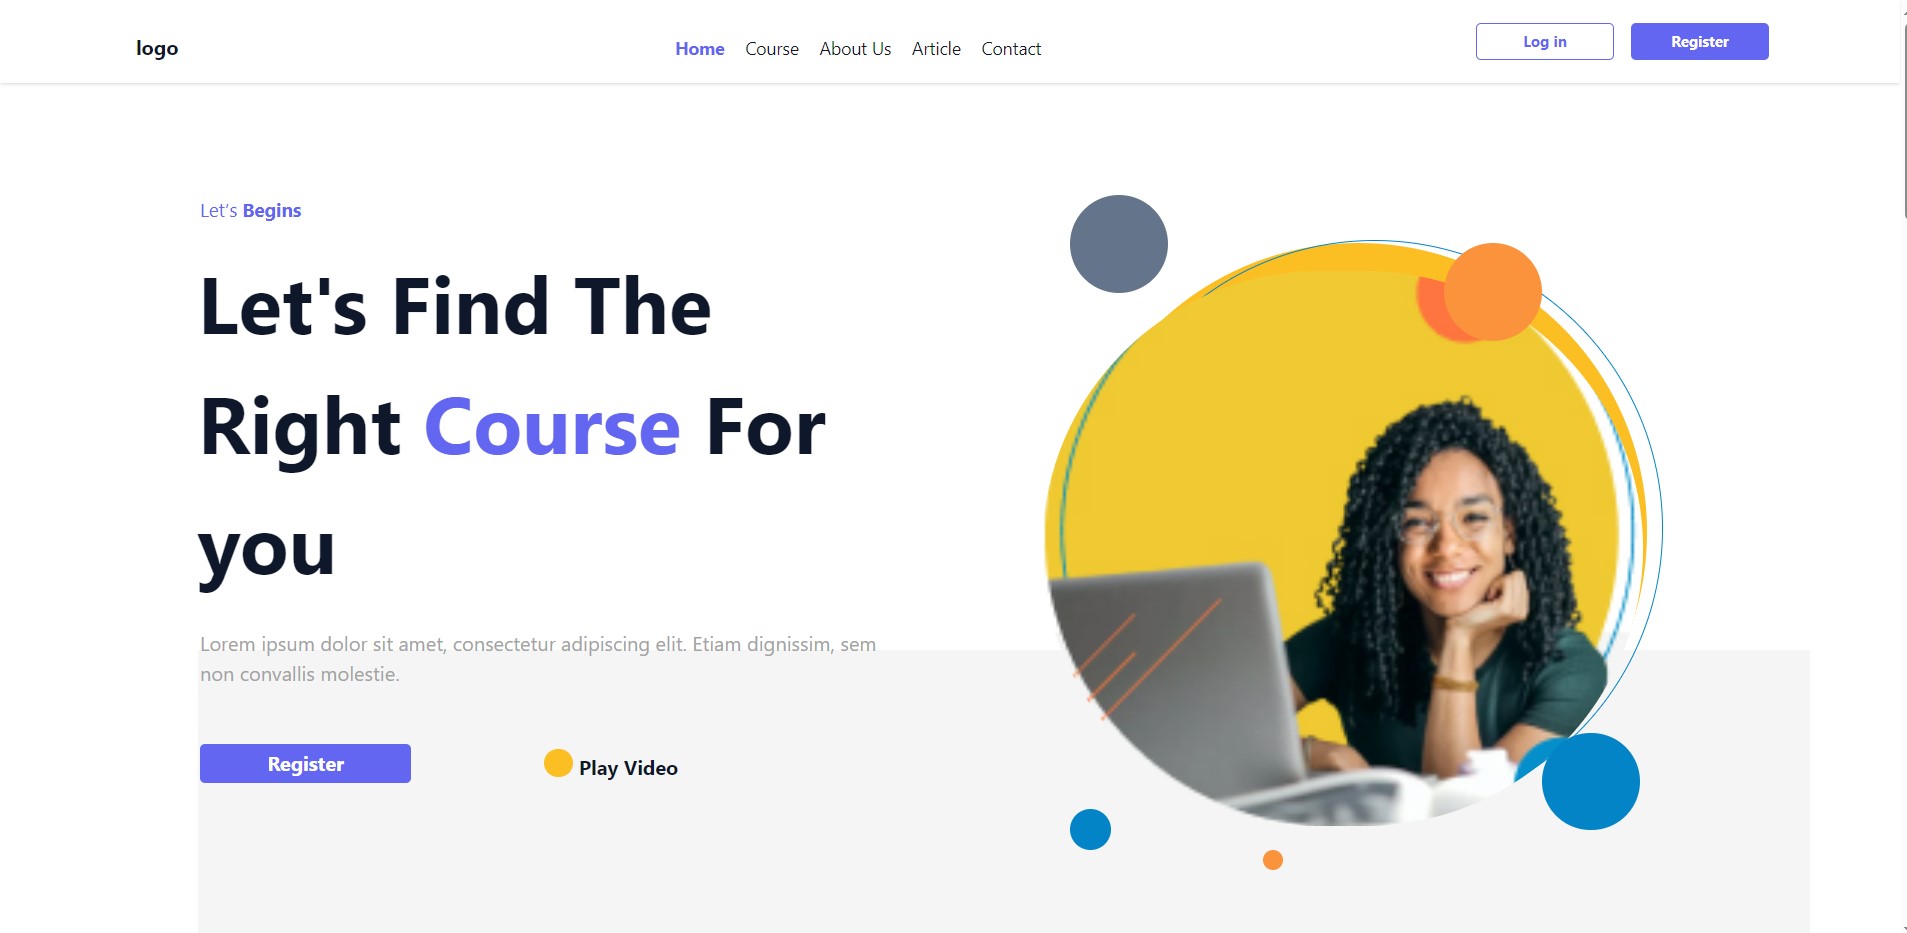 logo
Home Course About Us Article Contact
Log in Register
Let’s Begins
Let's Find The
Right Course For
you
Lorem ipsum dolor sit amet, consectetur adipiscing elit. Etiam dignissim, sem
non convallis molestie.
Register
Play Video